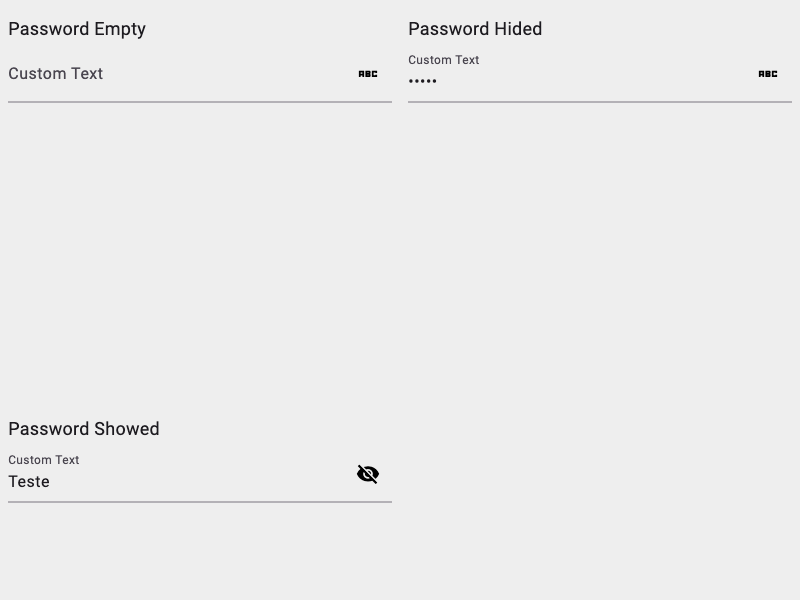 Password Empty
Custom Text
ABC
Password Hided
Custom Text
•••••
ABC
Password Showed
Custom Text
Teste